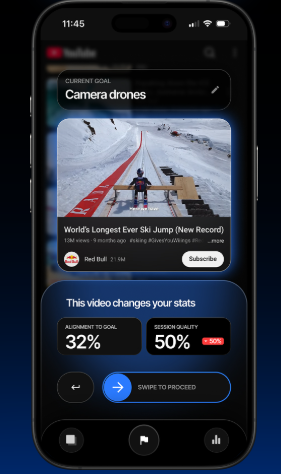 11:45
YouTube
CURRENT GOAL
Camera drones
World's Longest Ever Ski Jump (New Record)
13M views · 9 months ago #skiing #GivesYouWiiings #Re ...more
Red Bull 21.9M
Subscribe
This video changes your stats
ALIGNMENT TO GOAL
32%
SESSION QUALITY
50%
50%
SWIPE TO PROCEED